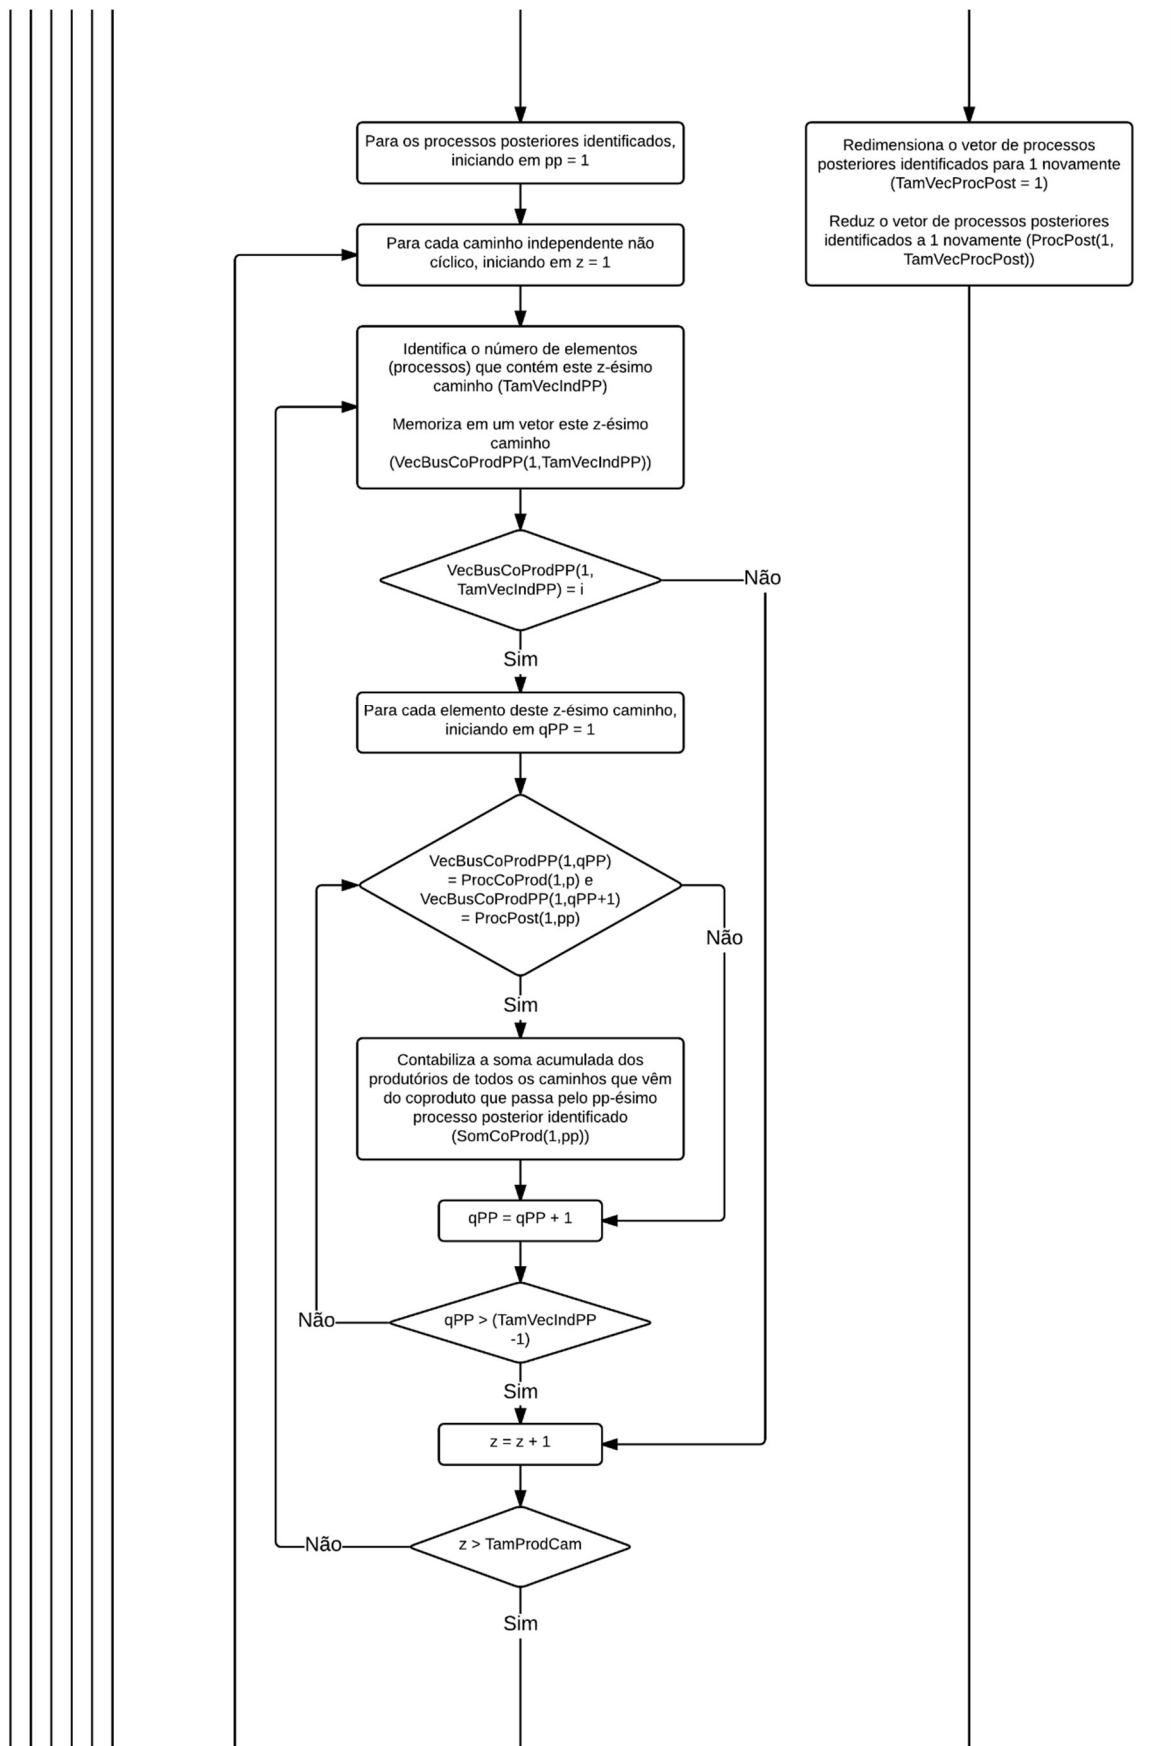 Para os processos posteriores identificados,
iniciando em pp = 1
Redimensiona o vetor de processos
posteriores identificados para 1 novamente
(TamVecProcPost = 1)
Reduz o vetor de processos posteriores
identificados a 1 novamente (ProcPost(1,
TamVecProcPost))
Para cada caminho independente não
cíclico, iniciando em z = 1
Identifica o número de elementos
(processos) que contém este z-ésimo
caminho (TamVecIndPP)
Memoriza em um vetor este z-ésimo
caminho
(VecBusCoProdPP(1,TamVecIndPP))
VecBusCoProdPP(1,
TamVecIndPP) = i
Não
Sim
Para cada elemento deste z-ésimo caminho,
iniciando em qPP = 1
VecBusCoProdPP(1,qPP)
= ProcCoProd(1,p) e
VecBusCoProdPP(1,qPP+1)
= ProcPost(1,pp)
Não
Sim
Contabiliza a soma acumulada dos
produtórios de todos os caminhos que vêm
do coproduto que passa pelo pp-ésimo
processo posterior identificado
(SomCoProd(1,pp))
qPP = qPP + 1
qPP > (TamVecIndPP
-1)
Não
Sim
z = z + 1
z > TamProdCam
Não
Sim